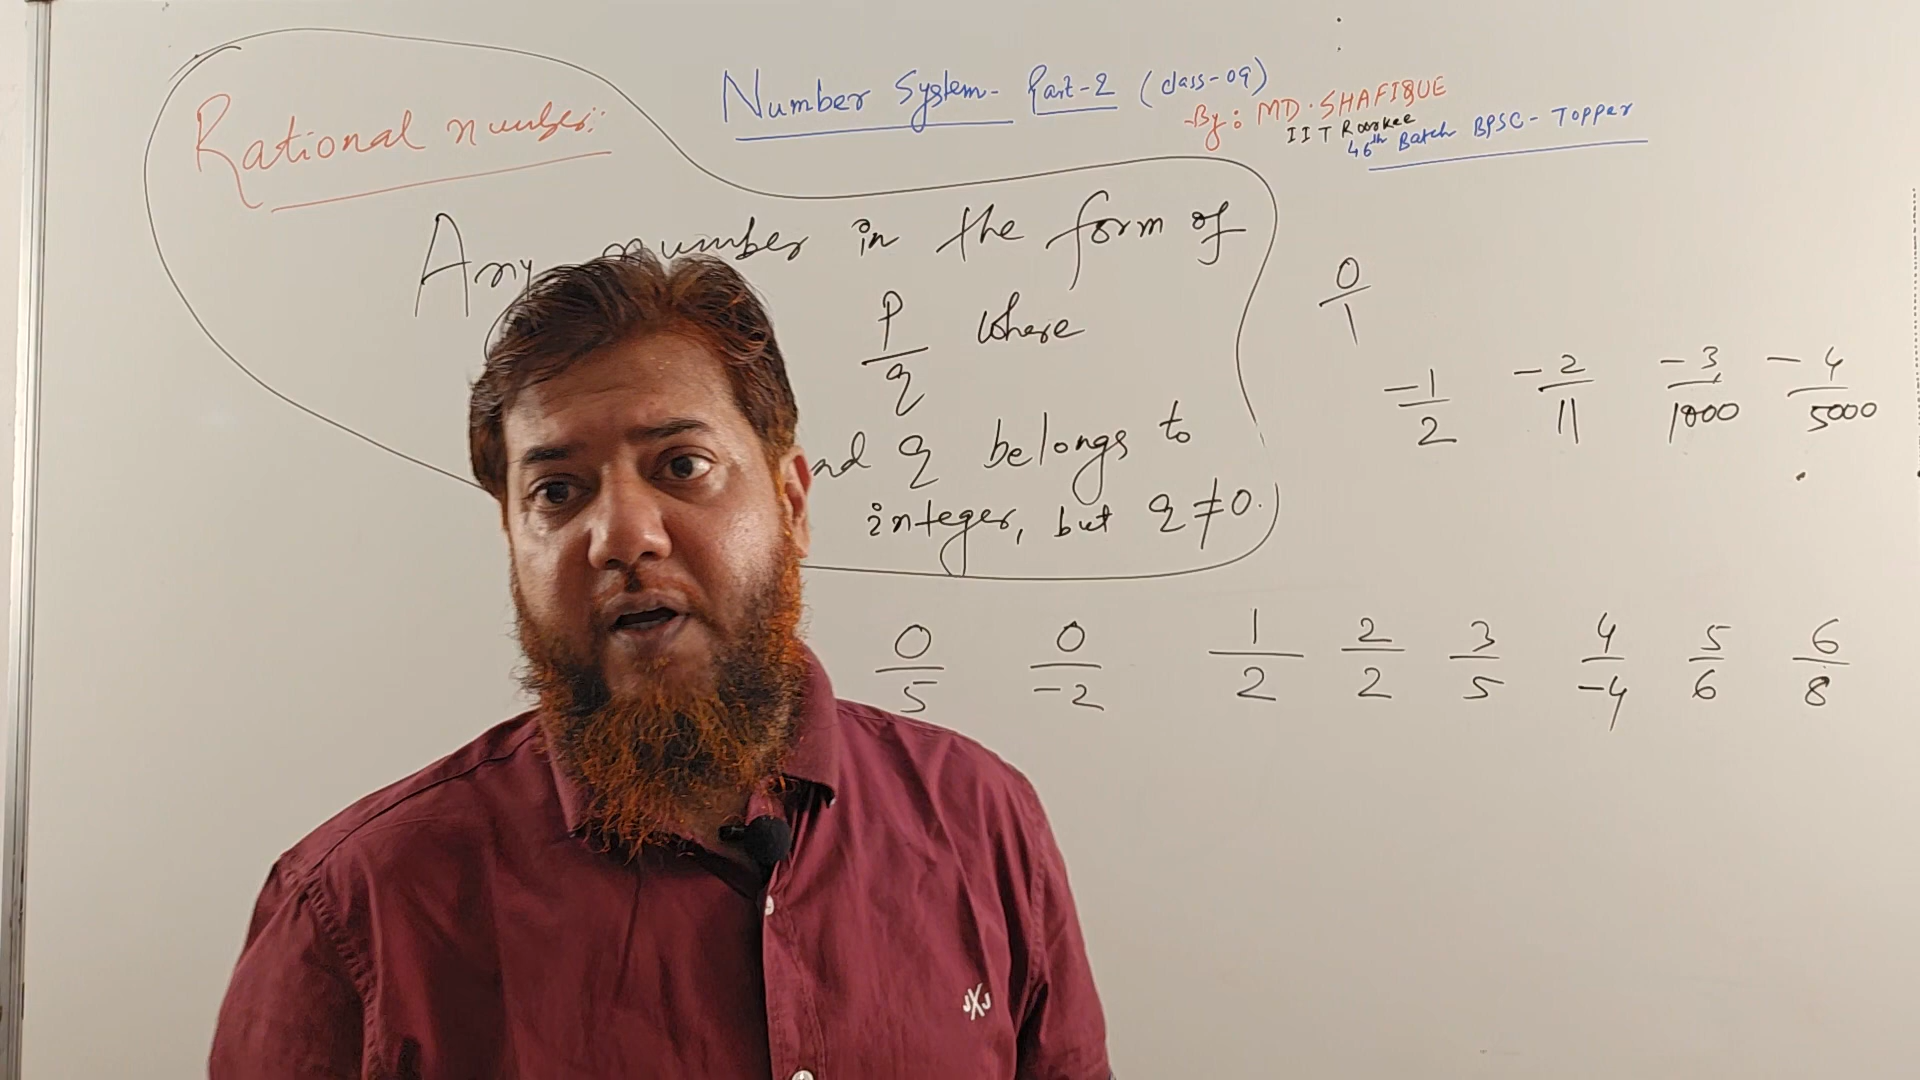 Rational number:
Number System- Part-2 (class-09)
-By: MD. SHAFIQUE
IIT Roorkee
46th Batch BPSC - Topper
Any number in the form of
p/q where
and q belongs to
integer, but q ≠ 0.
0/1
-1/2 -2/11 -3/1000 -4/5000
0/5 0/-2 1/2 2/2 3/5 4/-4 5/6 6/8
JXJ